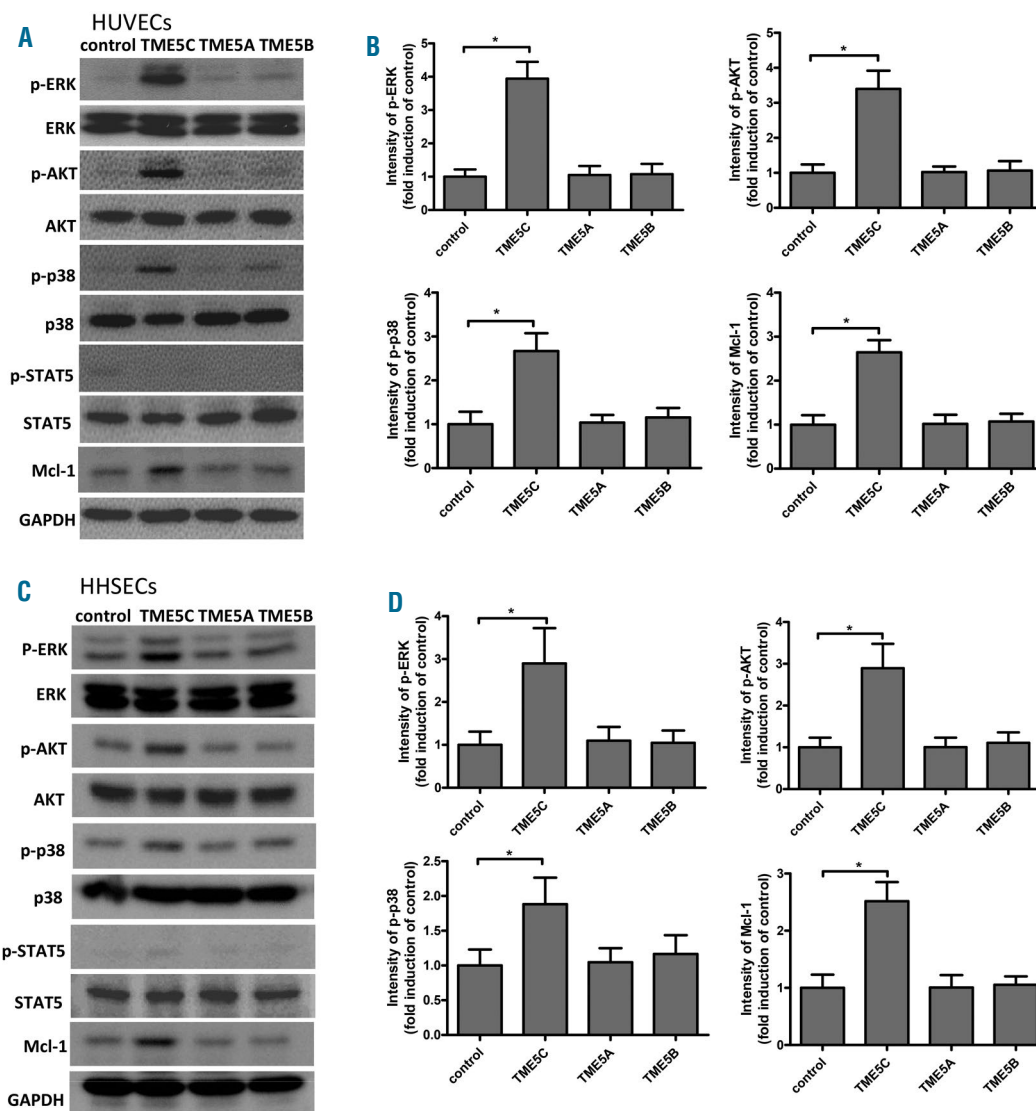 A
HUVECs
control TME5C TME5A TME5B
p-ERK
ERK
p-AKT
AKT
p-p38
p38
p-STAT5
STAT5
Mcl-1
GAPDH
B
Intensity of p-ERK
(fold induction of control)
5
4
3
2
1
0
*
control
TME5C
TME5A
TME5B
Intensity of p-AKT
(fold induction of control)
5
4
3
2
1
0
*
control
TME5C
TME5A
TME5B
Intensity of p-p38
(fold induction of control)
4
3
2
1
0
*
control
TME5C
TME5A
TME5B
Intensity of Mcl-1
(fold induction of control)
4
3
2
1
0
*
control
TME5C
TME5A
TME5B
C
HHSECs
control TME5C TME5A TME5B
P-ERK
ERK
p-AKT
AKT
p-p38
p38
p-STAT5
STAT5
Mcl-1
GAPDH
D
Intensity of p-ERK
(fold induction of control)
4
3
2
1
0
*
control
TME5C
TME5A
TME5B
Intensity of p-AKT
(fold induction of control)
4
3
2
1
0
*
control
TME5C
TME5A
TME5B
Intensity of p-p38
(fold induction of control)
2.5
2.0
1.5
1.0
0.5
0.0
*
control
TME5C
TME5A
TME5B
Intensity of Mcl-1
(fold induction of control)
3
2
1
0
*
control
TME5C
TME5A
TME5B